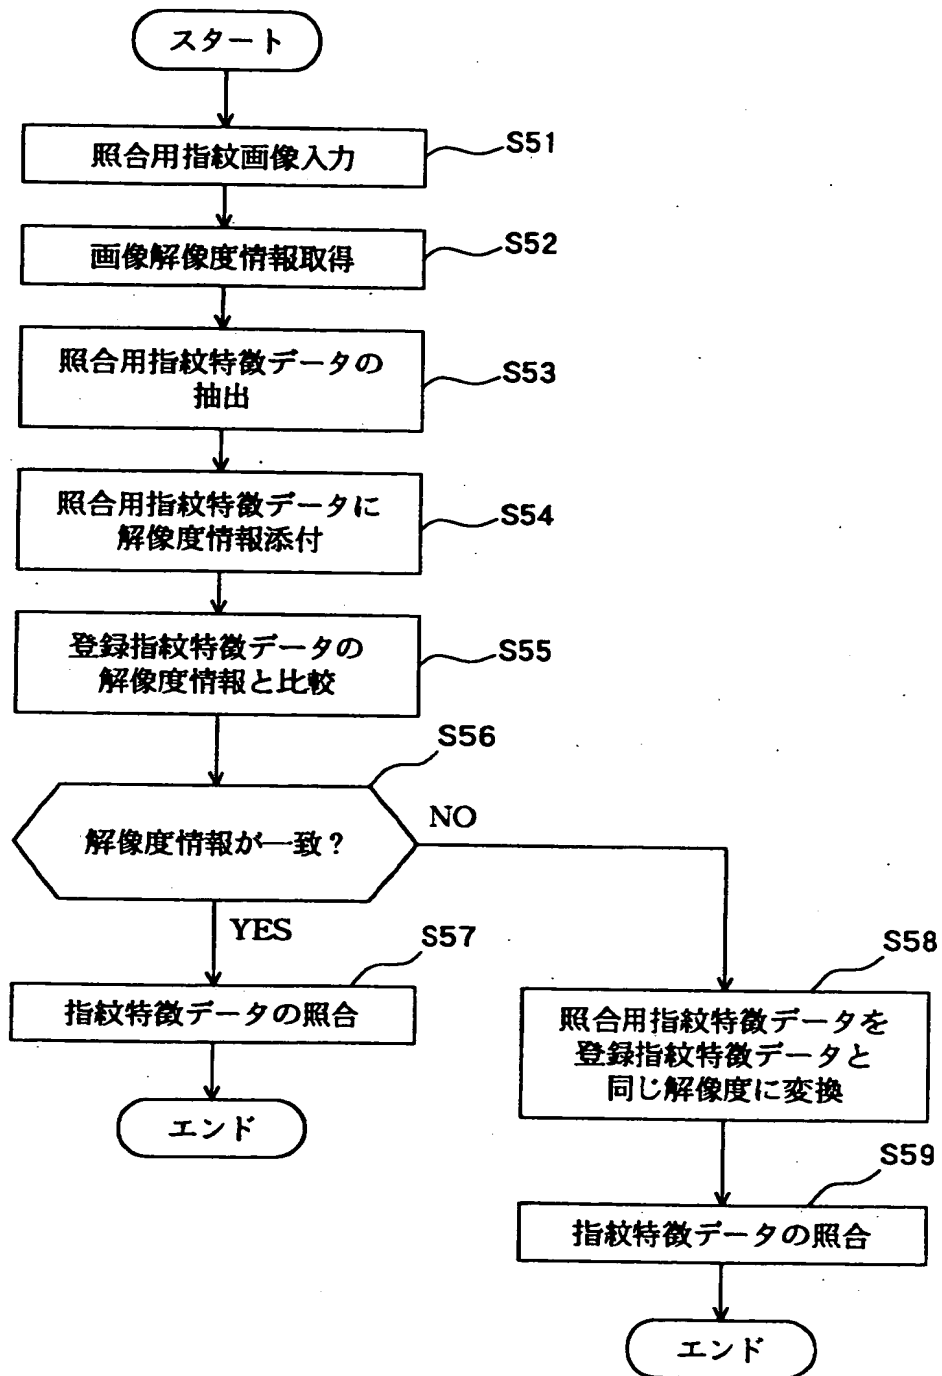 スタート
照合用指紋画像入力
S51
画像解像度情報取得
S52
照合用指紋特徴データの
抽出
S53
照合用指紋特徴データに
解像度情報添付
S54
登録指紋特徴データの
解像度情報と比較
S55
S56
解像度情報が一致?
NO
YES
S57
指紋特徴データの照合
エンド
S58
照合用指紋特徴データを
登録指紋特徴データと
同じ解像度に変換
S59
指紋特徴データの照合
エンド